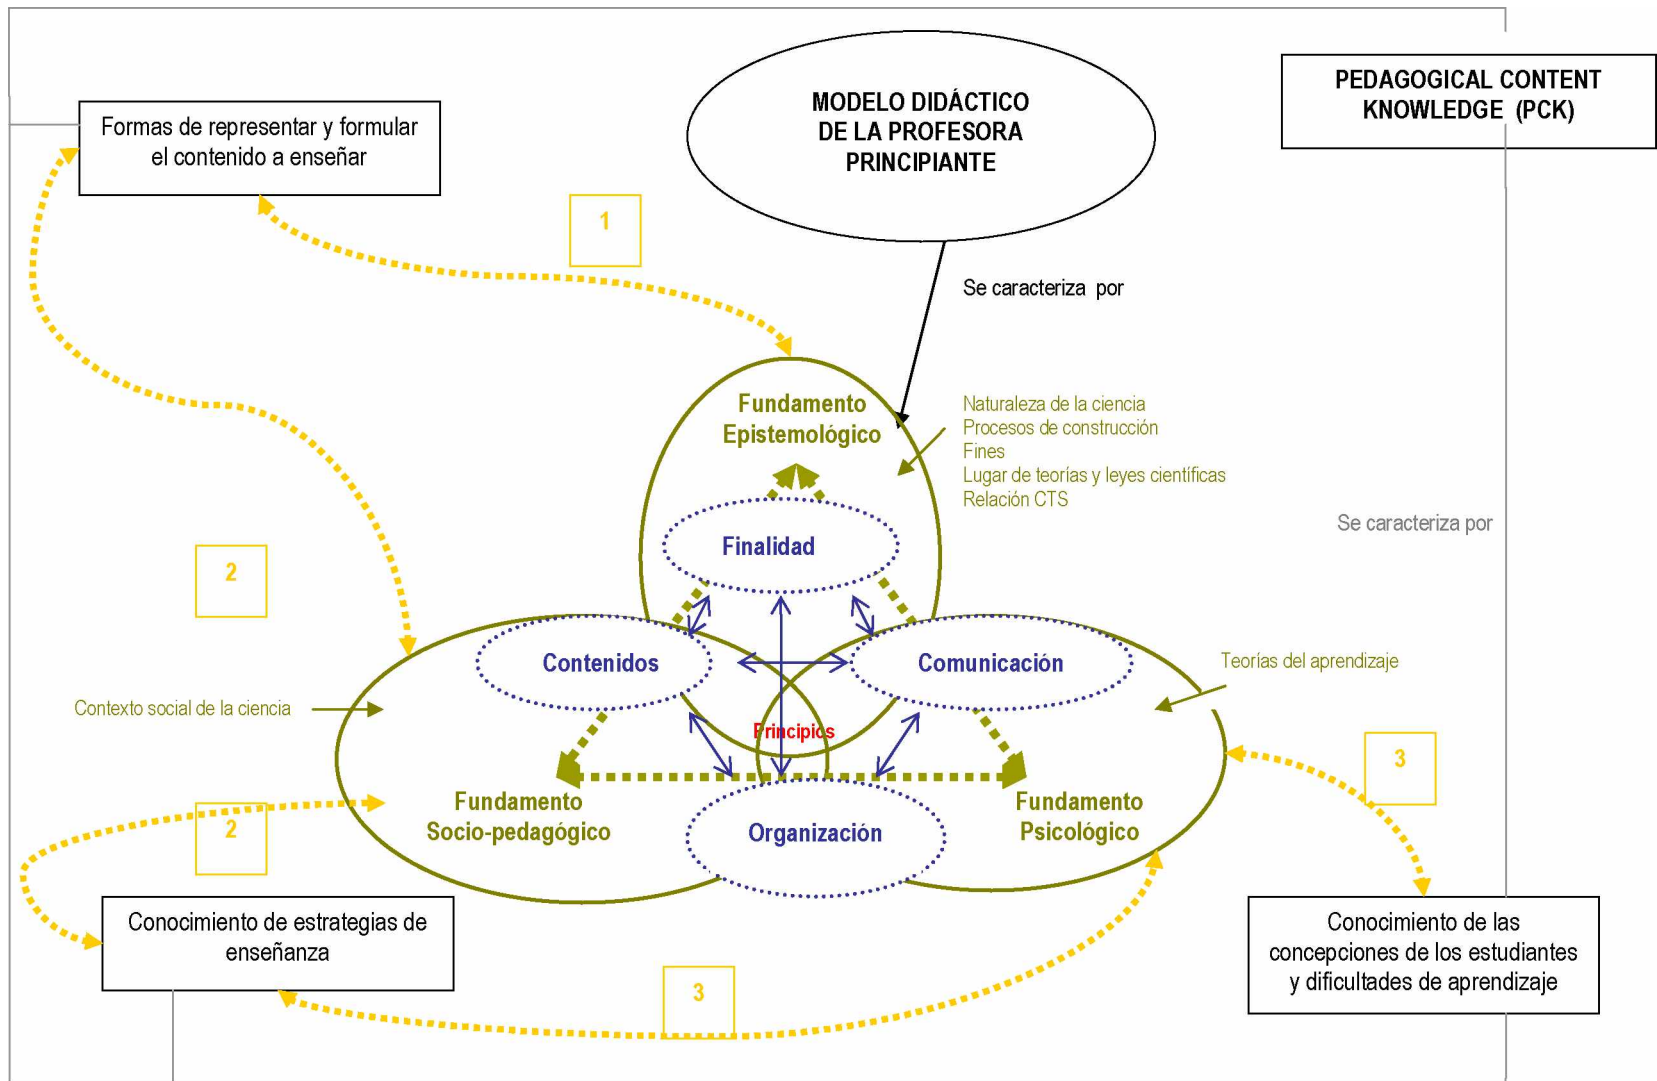 MODELO DIDÁCTICO
DE LA PROFESORA
PRINCIPIANTE
PEDAGOGICAL CONTENT
KNOWLEDGE (PCK)
Formas de representar y formular
el contenido a enseñar
1
Se caracteriza por
Fundamento
Epistemológico
Naturaleza de la ciencia
Procesos de construcción
Fines
Lugar de teorías y leyes científicas
Relación CTS
Se caracteriza por
Finalidad
2
Contenidos
Comunicación
Teorías del aprendizaje
Contexto social de la ciencia
Principios
3
Fundamento
Socio-pedagógico
2
Organización
Fundamento
Psicológico
Conocimiento de estrategias de
enseñanza
Conocimiento de las
concepciones de los estudiantes
y dificultades de aprendizaje
3